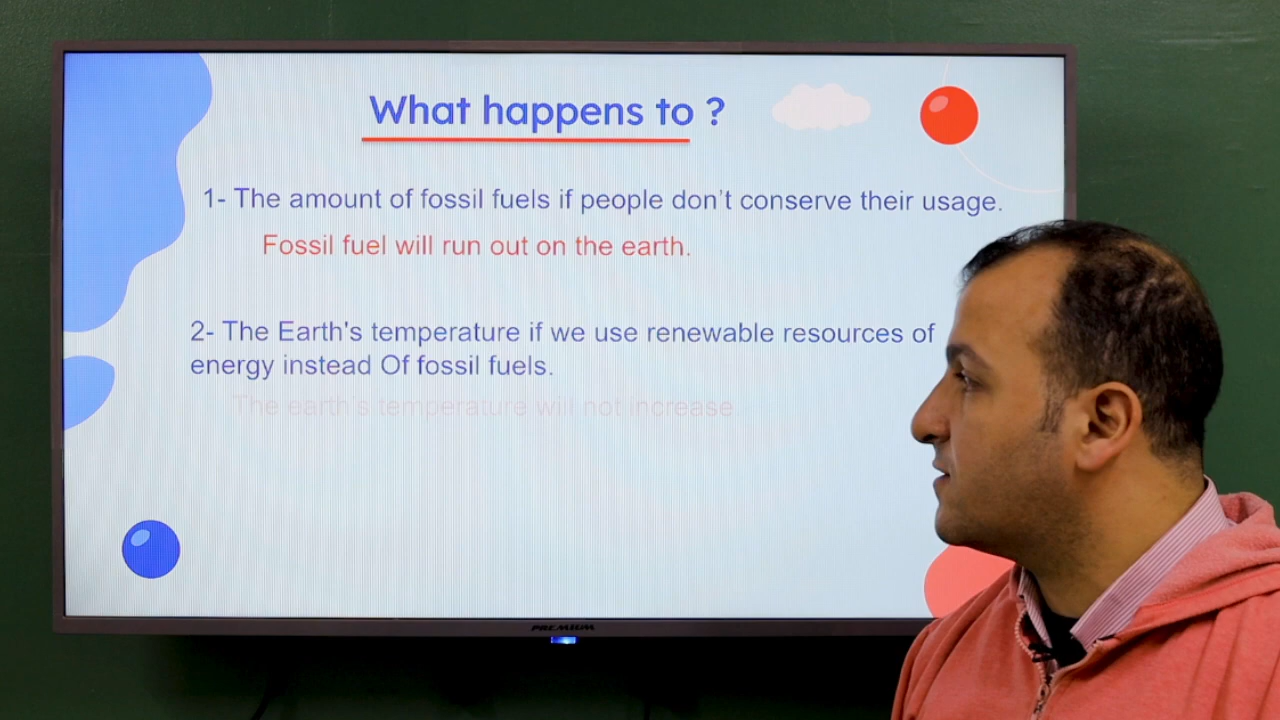 What happens to ?
1- The amount of fossil fuels if people don't conserve their usage.
Fossil fuel will run out on the earth.
2- The Earth's temperature if we use renewable resources of
energy instead Of fossil fuels.
The earth's temperature will not increase
PREMIUM